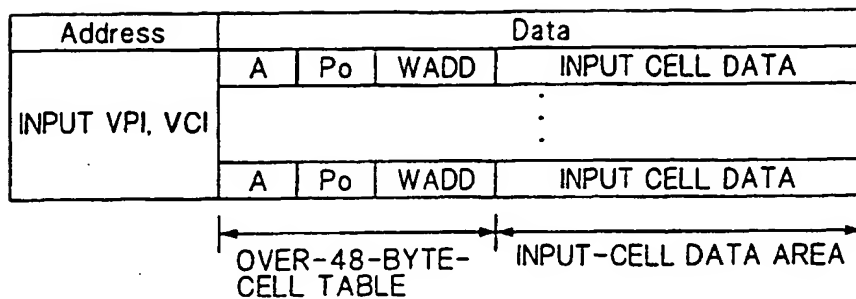 Address Data
A Po WADD INPUT CELL DATA
INPUT VPI, VCI
A Po WADD INPUT CELL DATA
OVER-48-BYTE-
CELL TABLE
INPUT-CELL DATA AREA